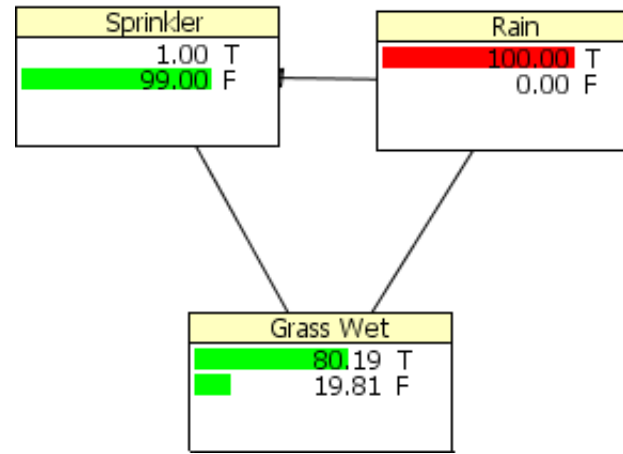 Sprinkler
1.00 T
99.00 F
Rain
100.00 T
0.00 F
Grass Wet
80.19 T
19.81 F